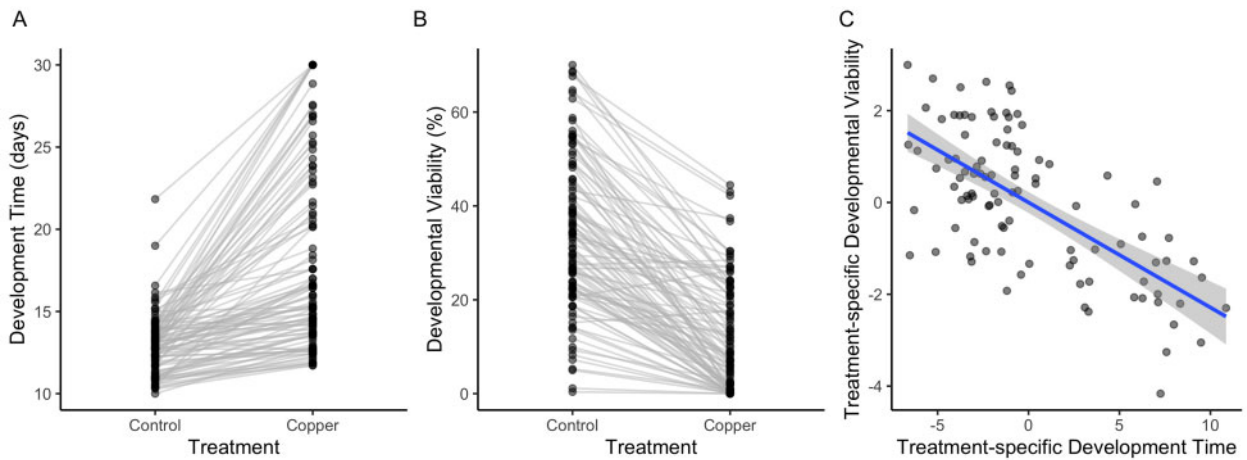 A
Development Time (days)
30
25
20
15
10
Control
Copper
Treatment
B
Developmental Viability (%)
60
40
20
0
Control
Copper
Treatment
C
Treatment-specific Developmental Viability
2
0
-2
-4
-5
0
5
10
Treatment-specific Development Time